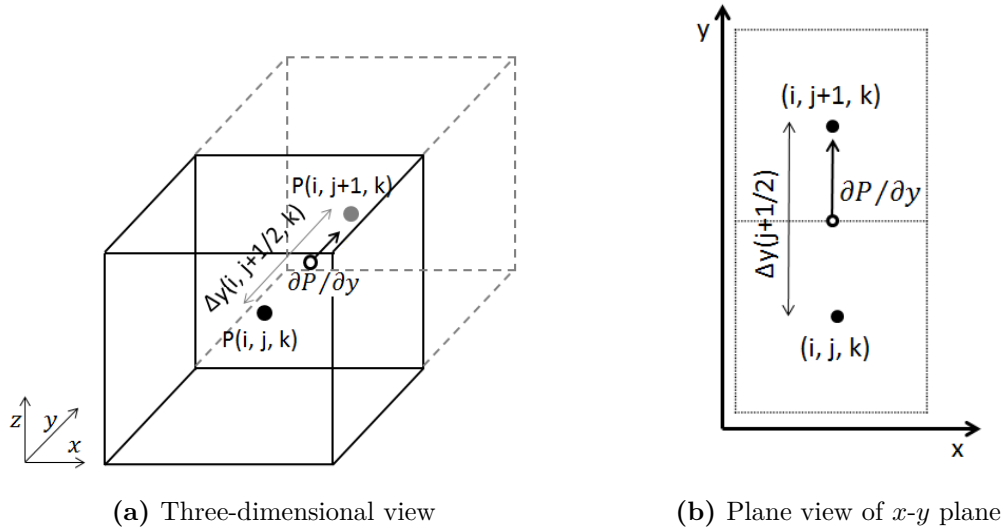 P(i, j+1, k)
Δy(i, j+1/2, k)
∂P/∂y
P(i, j, k)
z
y
x
(a) Three-dimensional view
y
(i, j+1, k)
Δy(j+1/2)
∂P/∂y
(i, j, k)
x
(b) Plane view of x-y plane